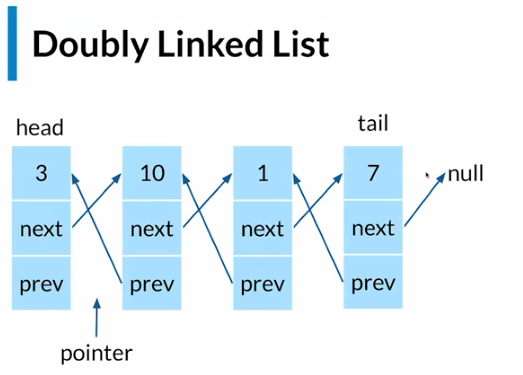 Doubly Linked List
head
tail
3 10 1 7 null
next next next next
prev prev prev prev
pointer